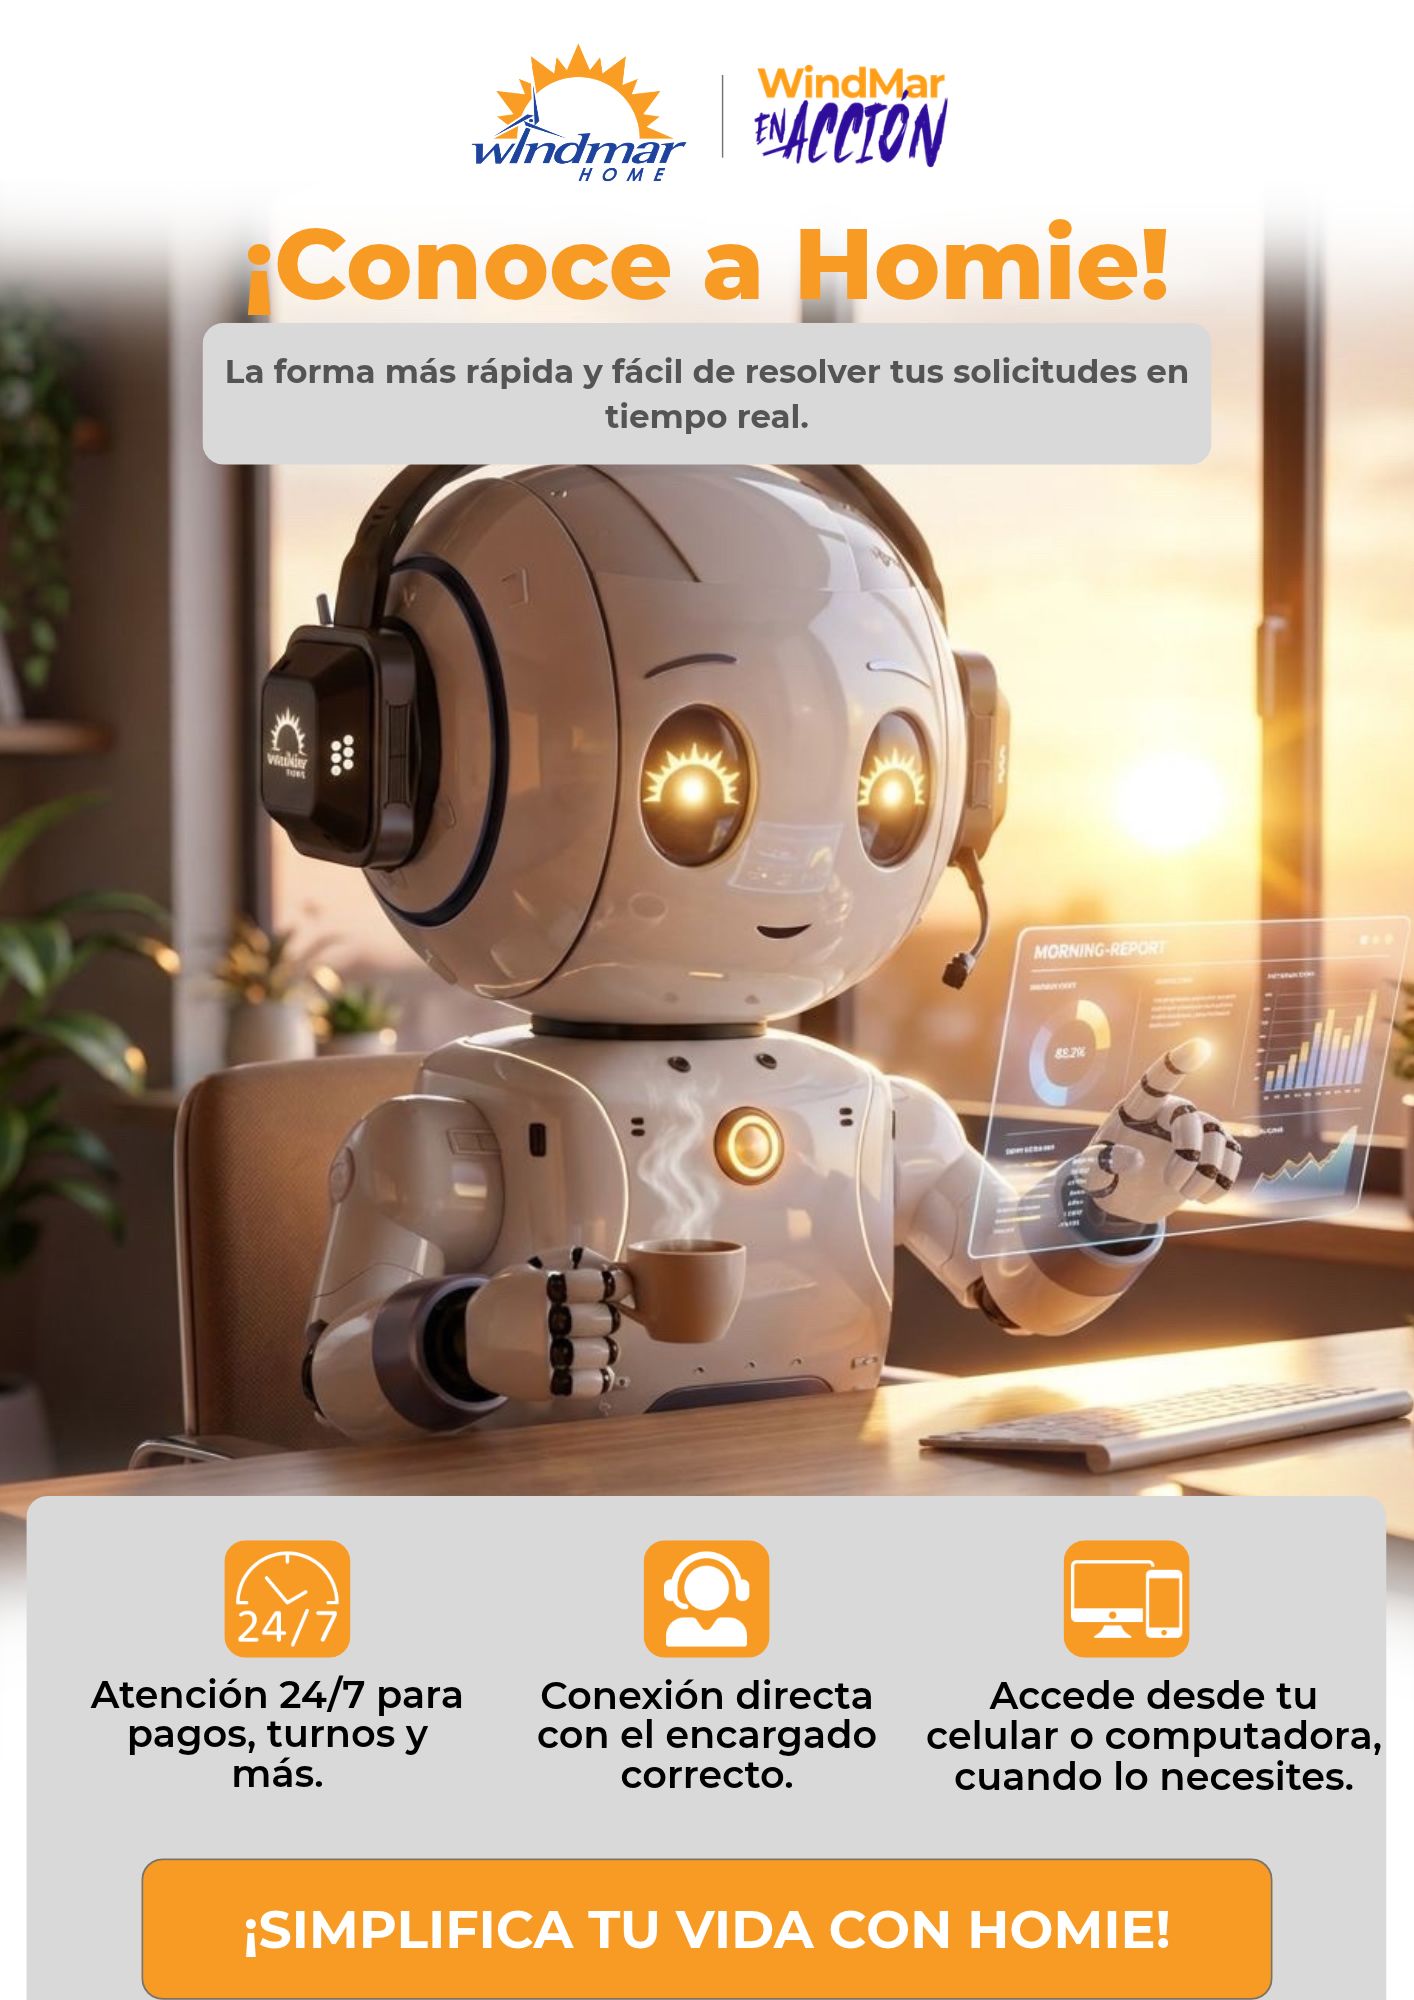 windmar
HOME
WindMar
EN ACCIÓN
¡Conoce a Homie!
La forma más rápida y fácil de resolver tus solicitudes en
tiempo real.
MORNING-REPORT
24/7
Atención 24/7 para
pagos, turnos y
más.
Conexión directa
con el encargado
correcto.
Accede desde tu
celular o computadora,
cuando lo necesites.
¡SIMPLIFICA TU VIDA CON HOMIE!